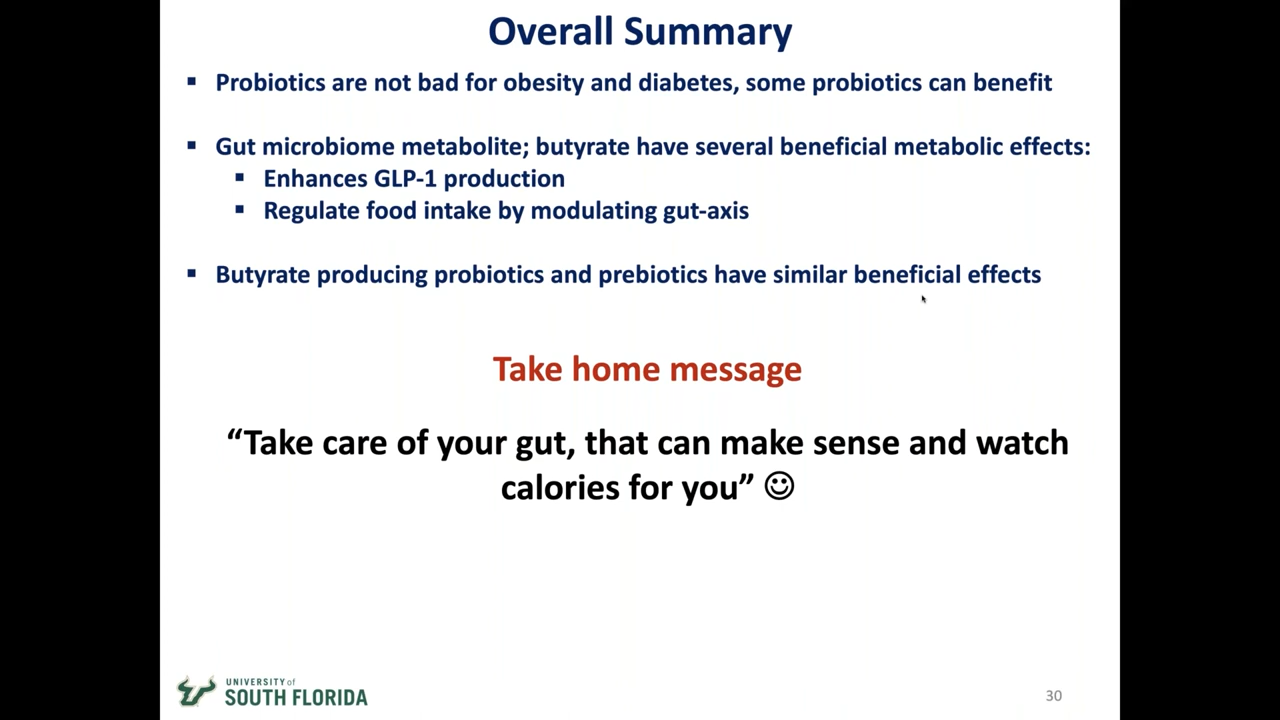 Overall Summary
▪ Probiotics are not bad for obesity and diabetes, some probiotics can benefit
▪ Gut microbiome metabolite; butyrate have several beneficial metabolic effects:
▪ Enhances GLP-1 production
▪ Regulate food intake by modulating gut-axis
▪ Butyrate producing probiotics and prebiotics have similar beneficial effects
Take home message
“Take care of your gut, that can make sense and watch
calories for you” ☺
UNIVERSITY of
SOUTH FLORIDA
30